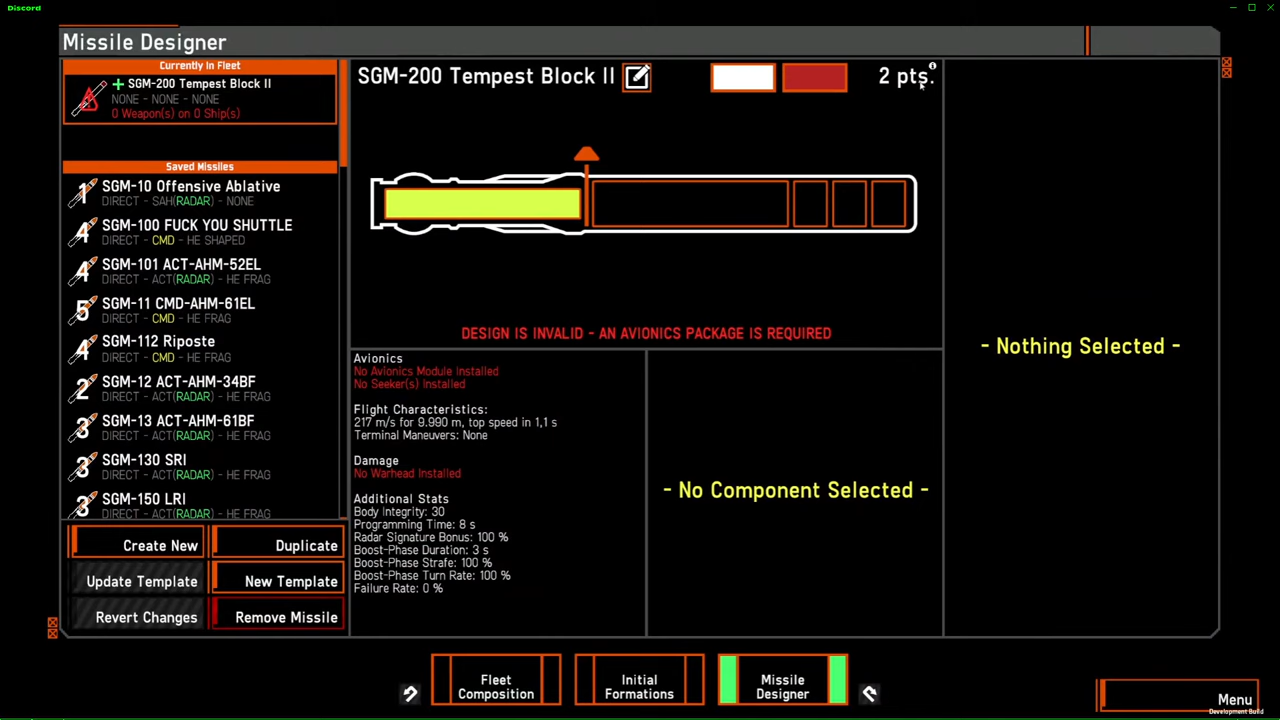 Discord
Missile Designer
Currently In Fleet
SGM-200 Tempest Block II
NONE - NONE - NONE
0 Weapon(s) on 0 Ship(s)
Saved Missiles
1 SGM-10 Offensive Ablative
DIRECT - SAH(RADAR) - NONE
4 SGM-100 FUCK YOU SHUTTLE
DIRECT - CMD - HE SHAPED
4 SGM-101 ACT-AHM-52EL
DIRECT - ACT(RADAR) - HE FRAG
5 SGM-11 CMD-AHM-61EL
DIRECT - CMD - HE FRAG
4 SGM-112 Riposte
DIRECT - CMD - HE FRAG
2 SGM-12 ACT-AHM-34BF
DIRECT - ACT(RADAR) - HE FRAG
3 SGM-13 ACT-AHM-61BF
DIRECT - ACT(RADAR) - HE FRAG
3 SGM-130 SRI
DIRECT - ACT(RADAR) - HE FRAG
3 SGM-150 LRI
DIRECT - ACT(RADAR) - HE FRAG
Create New
Duplicate
Update Template
New Template
Revert Changes
Remove Missile
SGM-200 Tempest Block II
2 pts.
DESIGN IS INVALID - AN AVIONICS PACKAGE IS REQUIRED
Avionics
No Avionics Module Installed
No Seeker(s) Installed
Flight Characteristics:
217 m/s for 9.990 m, top speed in 1,1 s
Terminal Maneuvers: None
Damage
No Warhead Installed
Additional Stats
Body Integrity: 30
Programming Time: 8 s
Radar Signature Bonus: 100 %
Boost-Phase Duration: 3 s
Boost-Phase Strafe: 100 %
Boost-Phase Turn Rate: 100 %
Failure Rate: 0 %
- No Component Selected -
- Nothing Selected -
Fleet
Composition
Initial
Formations
Missile
Designer
Menu
Development Build